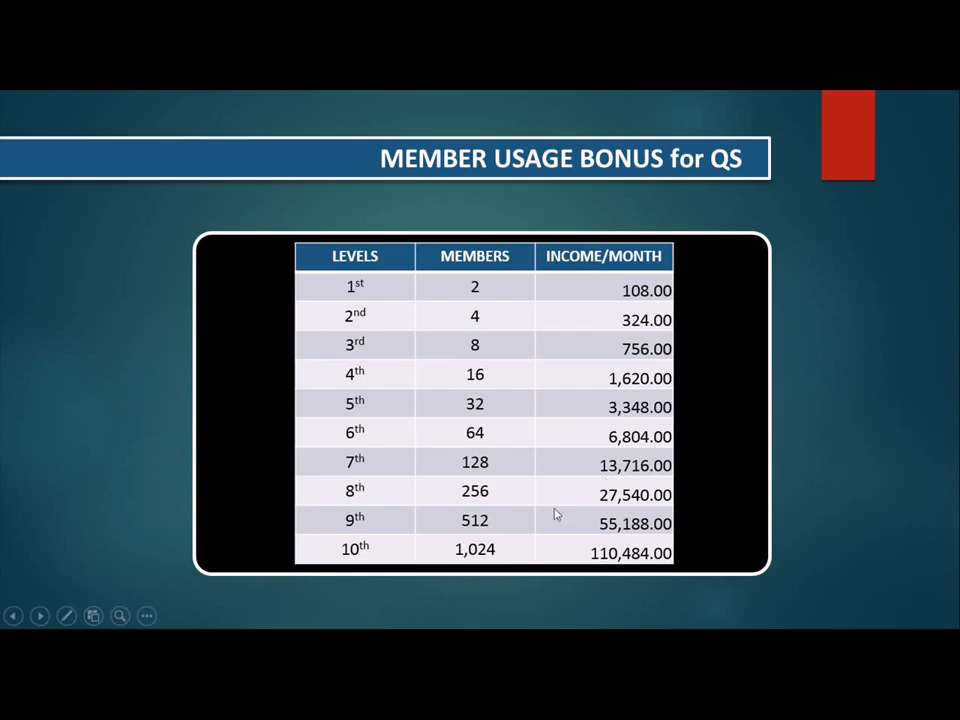 MEMBER USAGE BONUS for QS
LEVELS MEMBERS INCOME/MONTH
1st 2 108.00
2nd 4 324.00
3rd 8 756.00
4th 16 1,620.00
5th 32 3,348.00
6th 64 6,804.00
7th 128 13,716.00
8th 256 27,540.00
9th 512 55,188.00
10th 1,024 110,484.00